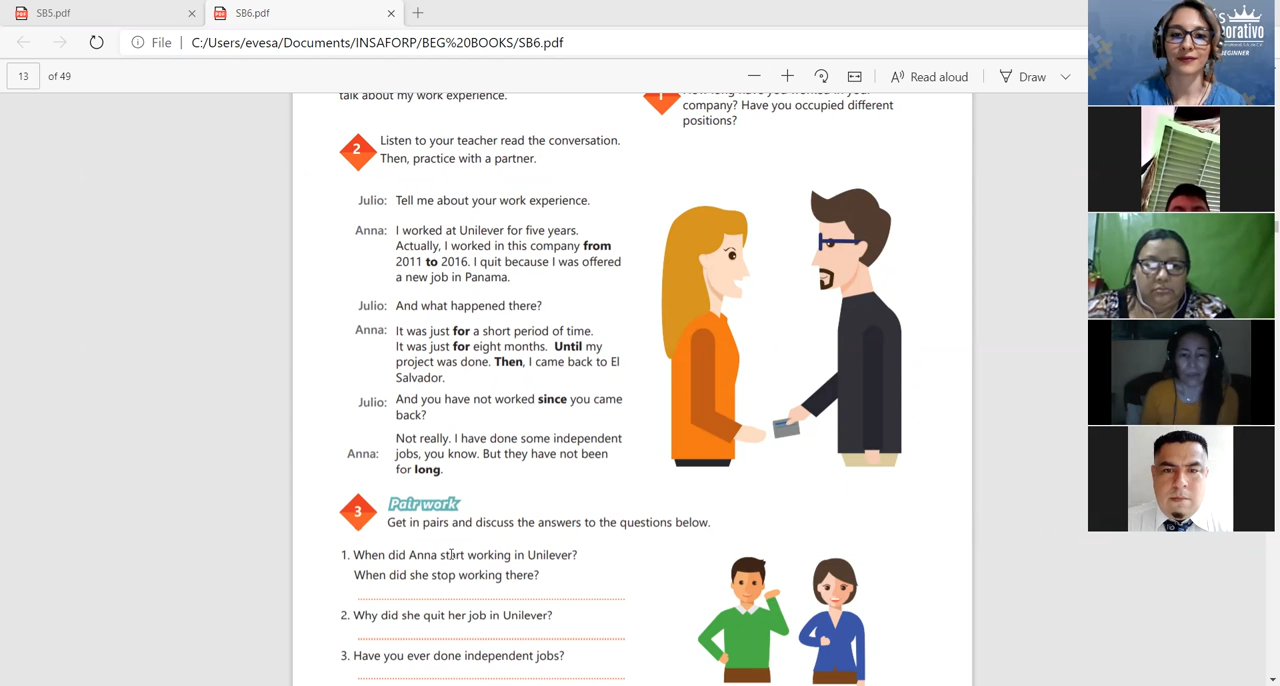 SB5.pdf
SB6.pdf
File
C:/Users/evesa/Documents/INSAFORP/BEG%20BOOKS/SB6.pdf
13
of 49
Read aloud
Draw
talk about my work experience.
company? Have you occupied different
positions?
2
Listen to your teacher read the conversation.
Then, practice with a partner.
Julio: Tell me about your work experience.
Anna: I worked at Unilever for five years.
Actually, I worked in this company from
2011 to 2016. I quit because I was offered
a new job in Panama.
Julio: And what happened there?
Anna: It was just for a short period of time.
It was just for eight months. Until my
project was done. Then, I came back to El
Salvador.
Julio: And you have not worked since you came
back?
Anna: Not really. I have done some independent
jobs, you know. But they have not been
for long.
3
Pair work
Get in pairs and discuss the answers to the questions below.
1. When did Anna start working in Unilever?
When did she stop working there?
2. Why did she quit her job in Unilever?
3. Have you ever done independent jobs?